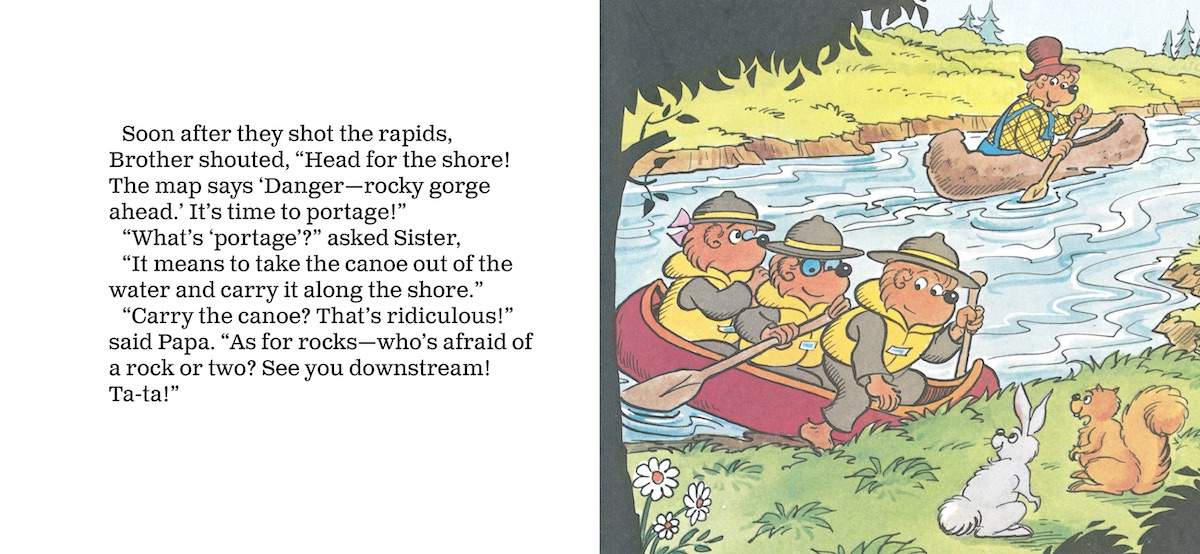 Soon after they shot the rapids,
Brother shouted, “Head for the shore!
The map says ‘Danger—rocky gorge
ahead.’ It’s time to portage!”
“What’s ‘portage’?” asked Sister,
“It means to take the canoe out of the
water and carry it along the shore.”
“Carry the canoe? That’s ridiculous!”
said Papa. “As for rocks—who’s afraid of
a rock or two? See you downstream!
Ta-ta!”